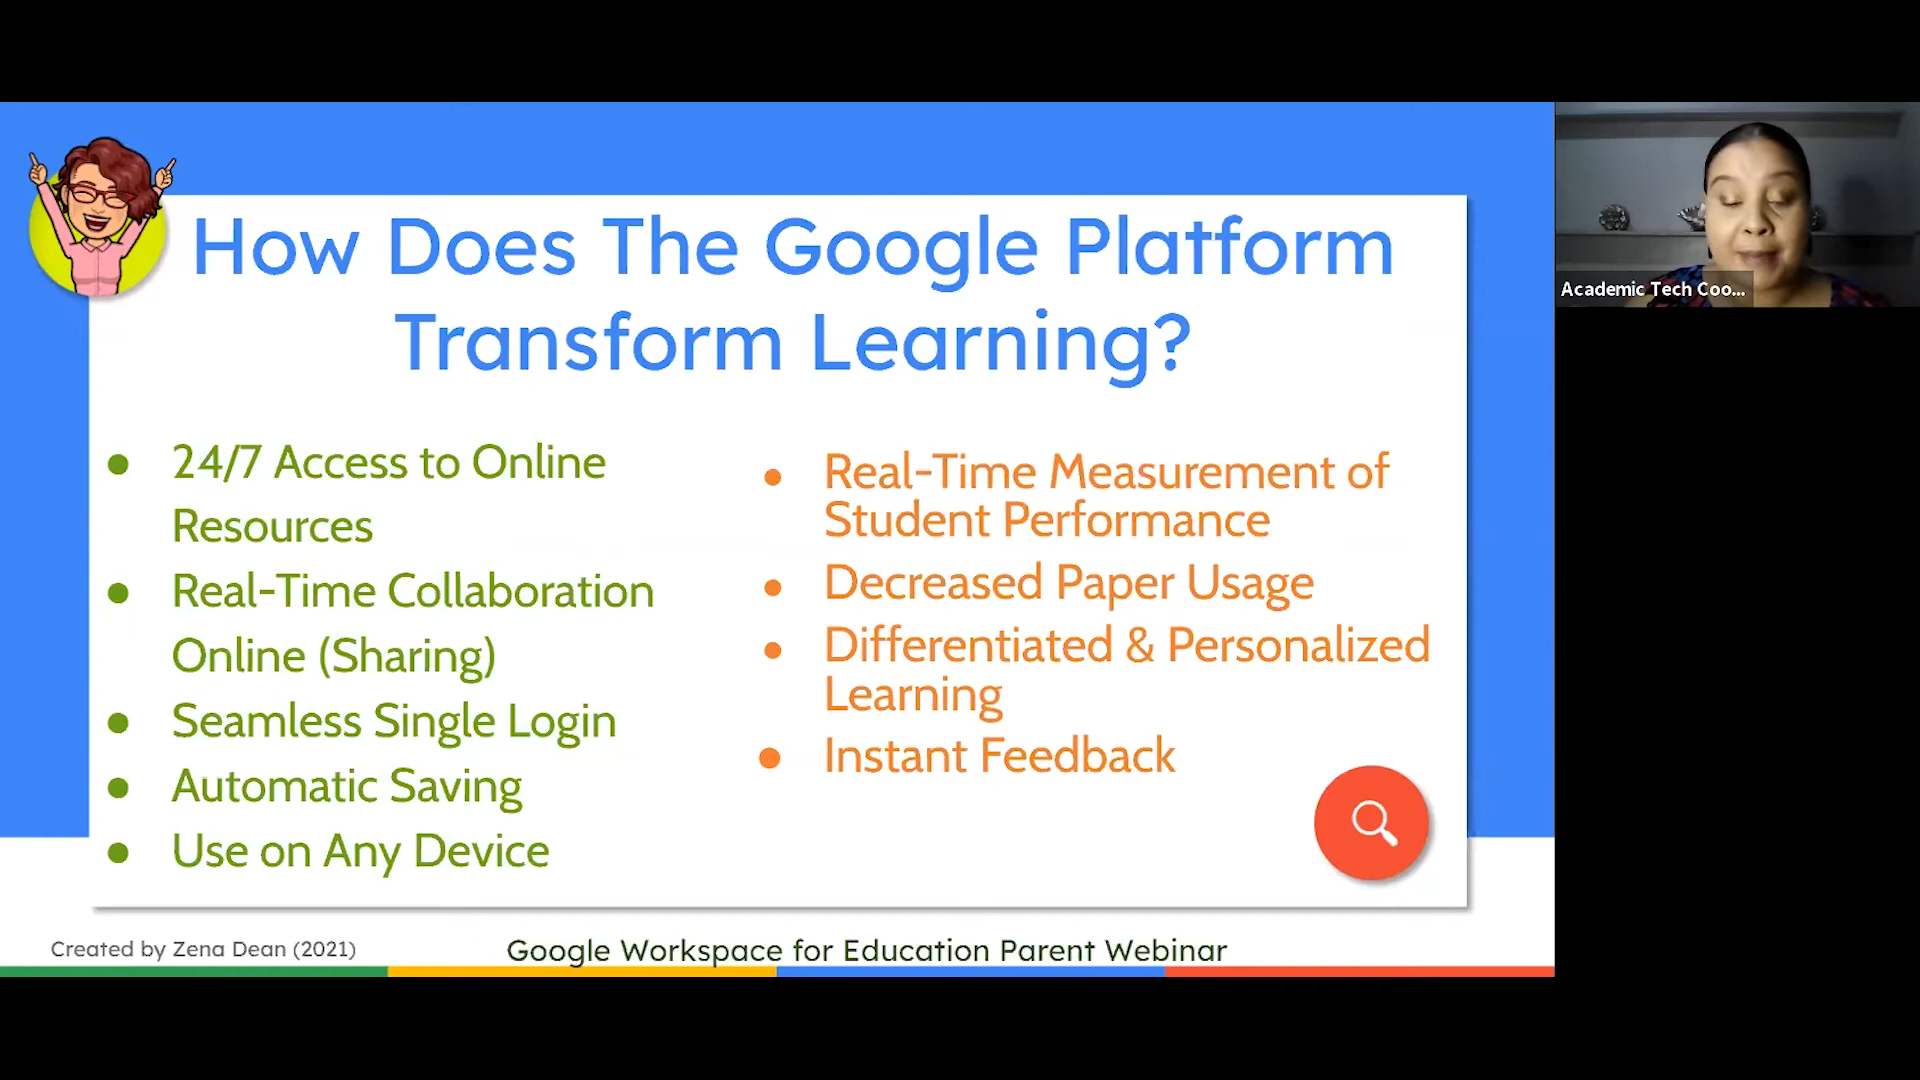 How Does The Google Platform
Transform Learning?
24/7 Access to Online
Resources
Real-Time Collaboration
Online (Sharing)
Seamless Single Login
Automatic Saving
Use on Any Device
Real-Time Measurement of
Student Performance
Decreased Paper Usage
Differentiated & Personalized
Learning
Instant Feedback
Created by Zena Dean (2021)
Google Workspace for Education Parent Webinar
Academic Tech Coo...